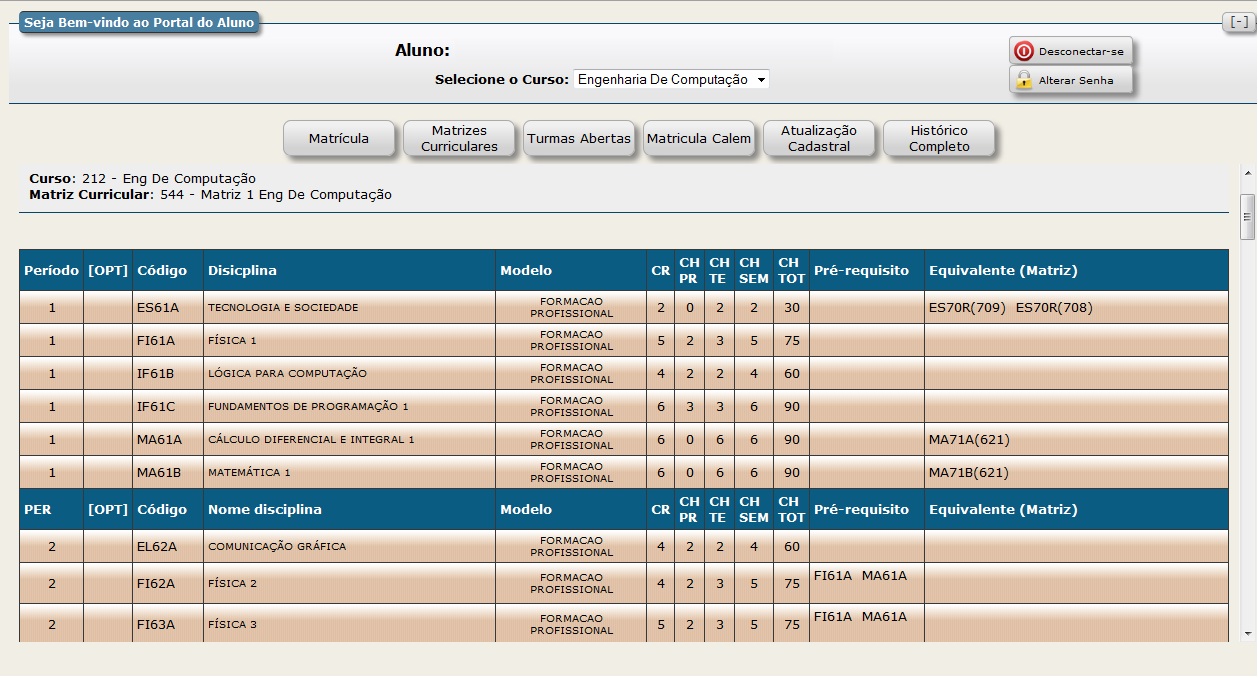 Seja Bem-vindo ao Portal do Aluno
[-]
Aluno:
Selecione o Curso: Engenharia De Computação
Desconectar-se
Alterar Senha
Matrícula
Matrizes Curriculares
Turmas Abertas
Matricula Calem
Atualização Cadastral
Histórico Completo
Curso: 212 - Eng De Computação
Matriz Curricular: 544 - Matriz 1 Eng De Computação
Período [OPT] Código Disicplina Modelo CR CH PR CH TE CH SEM CH TOT Pré-requisito Equivalente (Matriz)
1 ES61A TECNOLOGIA E SOCIEDADE FORMACAO PROFISSIONAL 2 0 2 2 30 ES70R(709) ES70R(708)
1 FI61A FÍSICA 1 FORMACAO PROFISSIONAL 5 2 3 5 75
1 IF61B LÓGICA PARA COMPUTAÇÃO FORMACAO PROFISSIONAL 4 2 2 4 60
1 IF61C FUNDAMENTOS DE PROGRAMAÇÃO 1 FORMACAO PROFISSIONAL 6 3 3 6 90
1 MA61A CÁLCULO DIFERENCIAL E INTEGRAL 1 FORMACAO PROFISSIONAL 6 0 6 6 90 MA71A(621)
1 MA61B MATEMÁTICA 1 FORMACAO PROFISSIONAL 6 0 6 6 90 MA71B(621)
PER [OPT] Código Nome disciplina Modelo CR CH PR CH TE CH SEM CH TOT Pré-requisito Equivalente (Matriz)
2 EL62A COMUNICAÇÃO GRÁFICA FORMACAO PROFISSIONAL 4 2 2 4 60
2 FI62A FÍSICA 2 FORMACAO PROFISSIONAL 4 2 3 5 75 FI61A MA61A
2 FI63A FÍSICA 3 FORMACAO PROFISSIONAL 5 2 3 5 75 FI61A MA61A